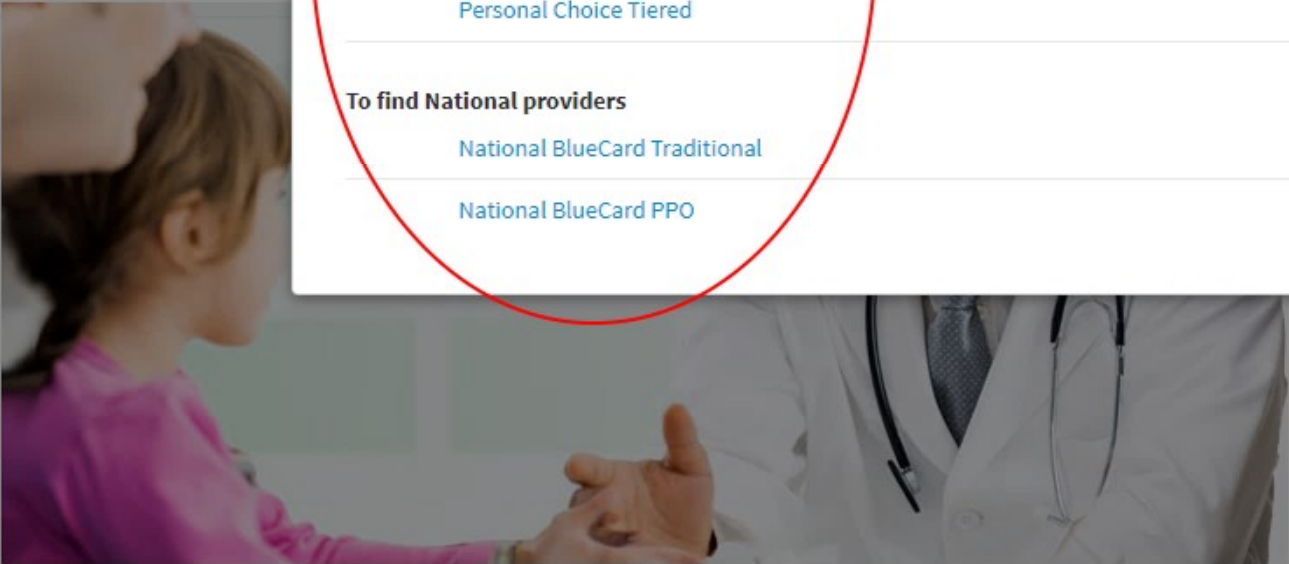 Personal Choice Tiered
To find National providers
National BlueCard Traditional
National BlueCard PPO